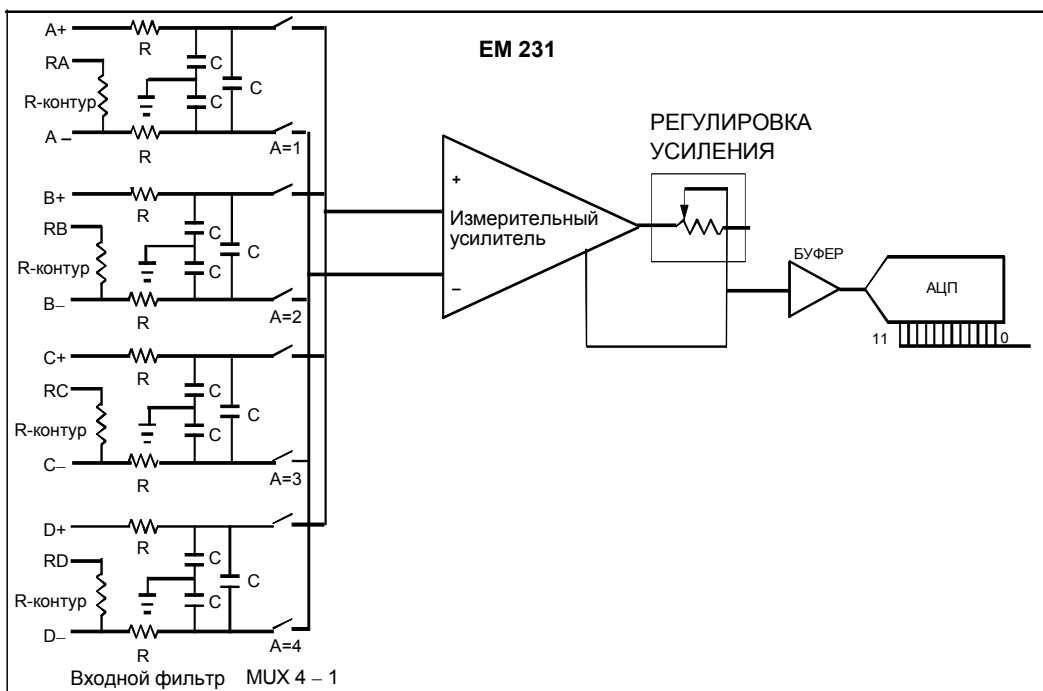 EM 231
A+
R
C
RA
C
R-контур
C
A –
R
A=1
B+
R
C
RB
C
R-контур
C
B–
R
A=2
C+
R
C
RC
C
R-контур
C
C–
R
A=3
D+
R
C
RD
C
R-контур
C
D–
R
A=4
Входной фильтр
MUX 4 – 1
+
Измерительный
усилитель
–
РЕГУЛИРОВКА
УСИЛЕНИЯ
БУФЕР
АЦП
11
0